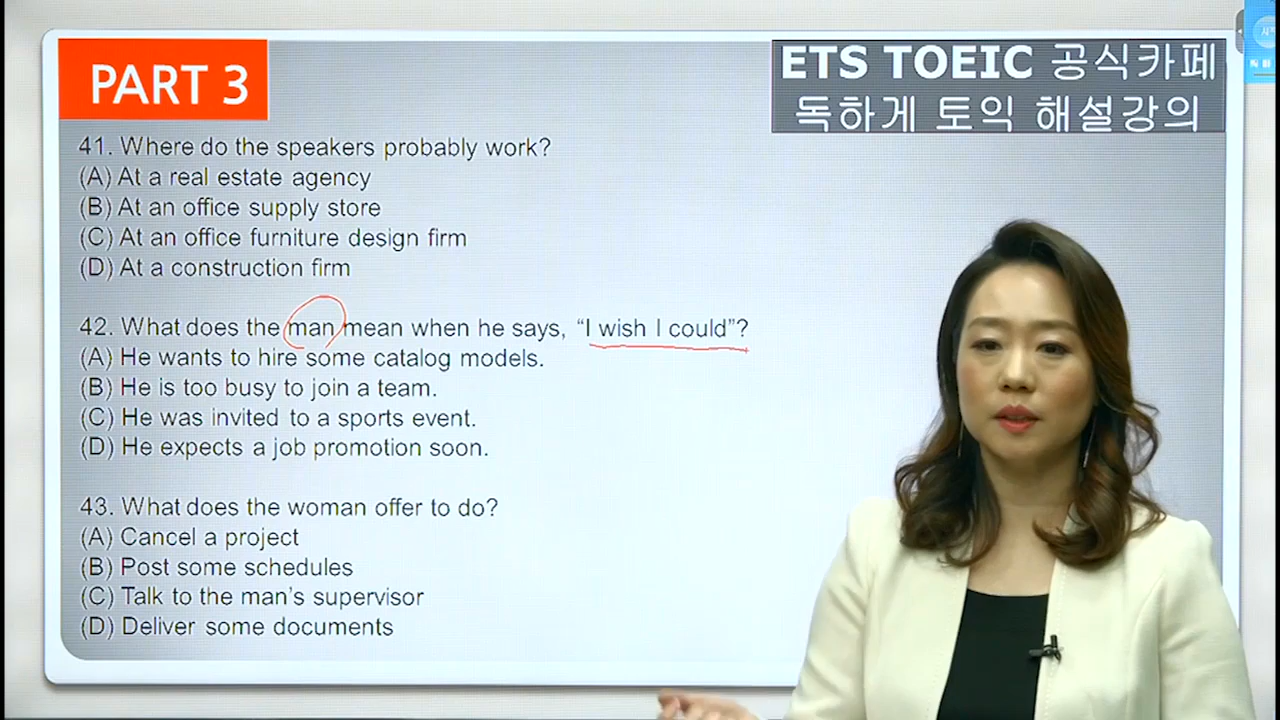 PART 3
ETS TOEIC 공식카페
독하게 토익 해설강의
41. Where do the speakers probably work?
(A) At a real estate agency
(B) At an office supply store
(C) At an office furniture design firm
(D) At a construction firm
42. What does the man mean when he says, “I wish I could”?
(A) He wants to hire some catalog models.
(B) He is too busy to join a team.
(C) He was invited to a sports event.
(D) He expects a job promotion soon.
43. What does the woman offer to do?
(A) Cancel a project
(B) Post some schedules
(C) Talk to the man’s supervisor
(D) Deliver some documents